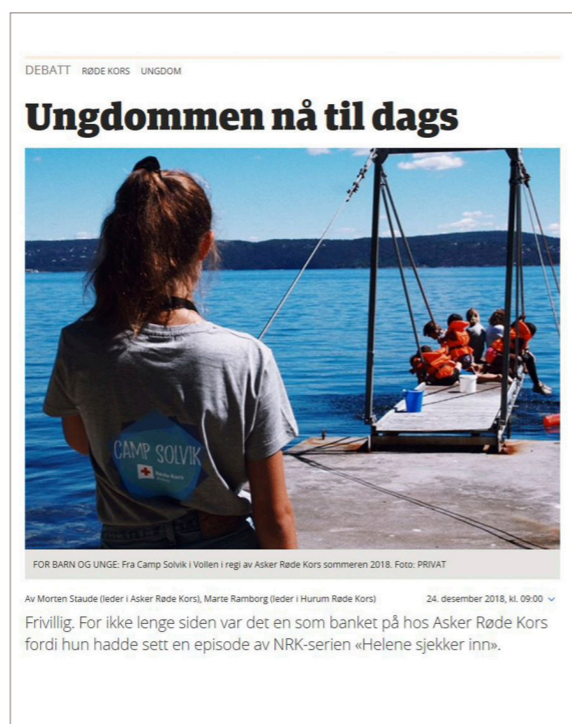 DEBATT RØDE KORS UNGDOM
Ungdommen nå til dags
CAMP SOLVIK
Røde Kors
FOR BARN OG UNGE: Fra Camp Solvik i Vollen i regi av Asker Røde Kors sommeren 2018. Foto: PRIVAT
Av Morten Staude (leder i Asker Røde Kors), Marte Ramborg (leder i Hurum Røde Kors) 24. desember 2018, kl. 09:00
Frivillig. For ikke lenge siden var det en som banket på hos Asker Røde Kors
fordi hun hadde sett en episode av NRK-serien «Helene sjekker inn».